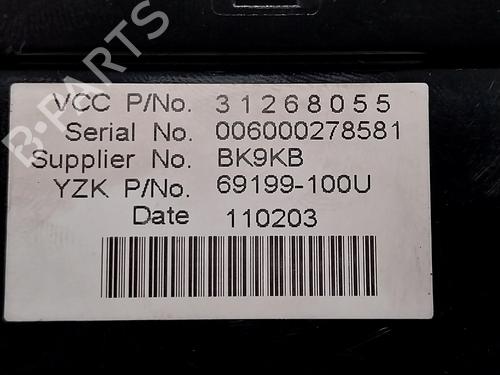 B-PARTS
VCC P/No. 31268055
Serial No. 006000278581
Supplier No. BK9KB
YZK P/No. 69199-100U
Date 110203